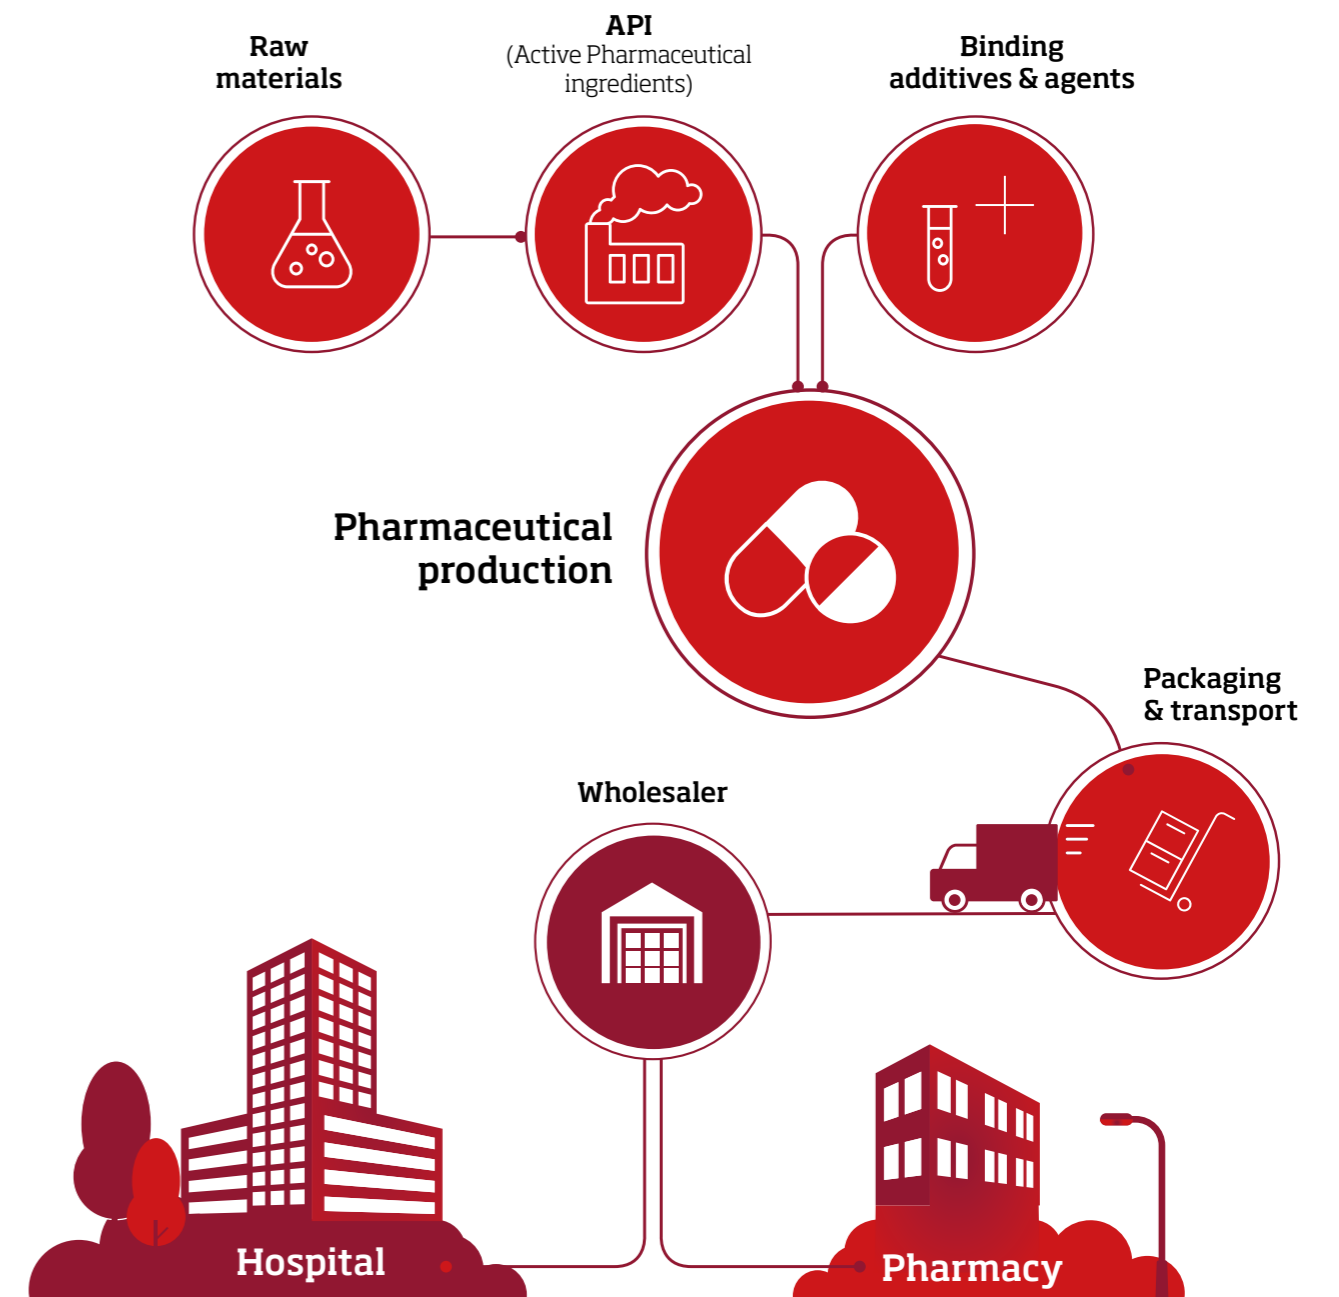 Raw
materials
API
(Active Pharmaceutical
ingredients)
Binding
additives & agents
Pharmaceutical
production
Packaging
& transport
Wholesaler
Hospital
Pharmacy